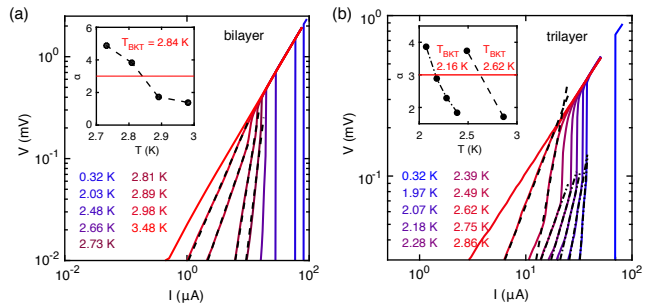 (a)
bilayer
T_BKT = 2.84 K
α
6
4
2
0
2.7
2.8
2.9
3
T (K)
V (mV)
10^0
10^-1
10^-2
0.32 K
2.03 K
2.48 K
2.66 K
2.73 K
2.81 K
2.89 K
2.98 K
3.48 K
10^-2
10^0
10^2
I (μA)
(b)
trilayer
T_BKT
2.16 K
T_BKT
2.62 K
α
4
3
2
2
2.5
3
T (K)
V (mV)
10^0
10^-1
0.32 K
1.97 K
2.07 K
2.18 K
2.28 K
2.39 K
2.49 K
2.62 K
2.75 K
2.86 K
10^0
10^1
10^2
I (μA)